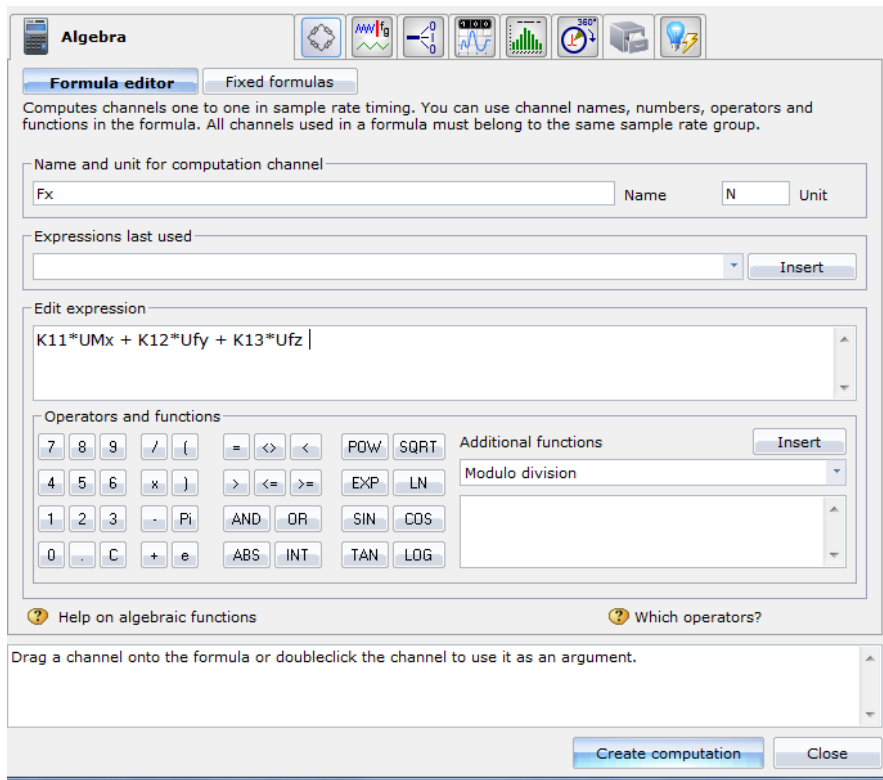 Algebra
fg
1 0 0
360°
Formula editor
Fixed formulas
Computes channels one to one in sample rate timing. You can use channel names, numbers, operators and
functions in the formula. All channels used in a formula must belong to the same sample rate group.
Name and unit for computation channel
Fx Name N Unit
Expressions last used
Insert
Edit expression
K11*UMx + K12*Ufy + K13*Ufz
Operators and functions
7 8 9 / ( = <> < POW SQRT Additional functions Insert
4 5 6 x ) > <= >= EXP LN Modulo division
1 2 3 - Pi AND OR SIN COS
0 . C + e ABS INT TAN LOG
? Help on algebraic functions ? Which operators?
Drag a channel onto the formula or doubleclick the channel to use it as an argument.
Create computation Close